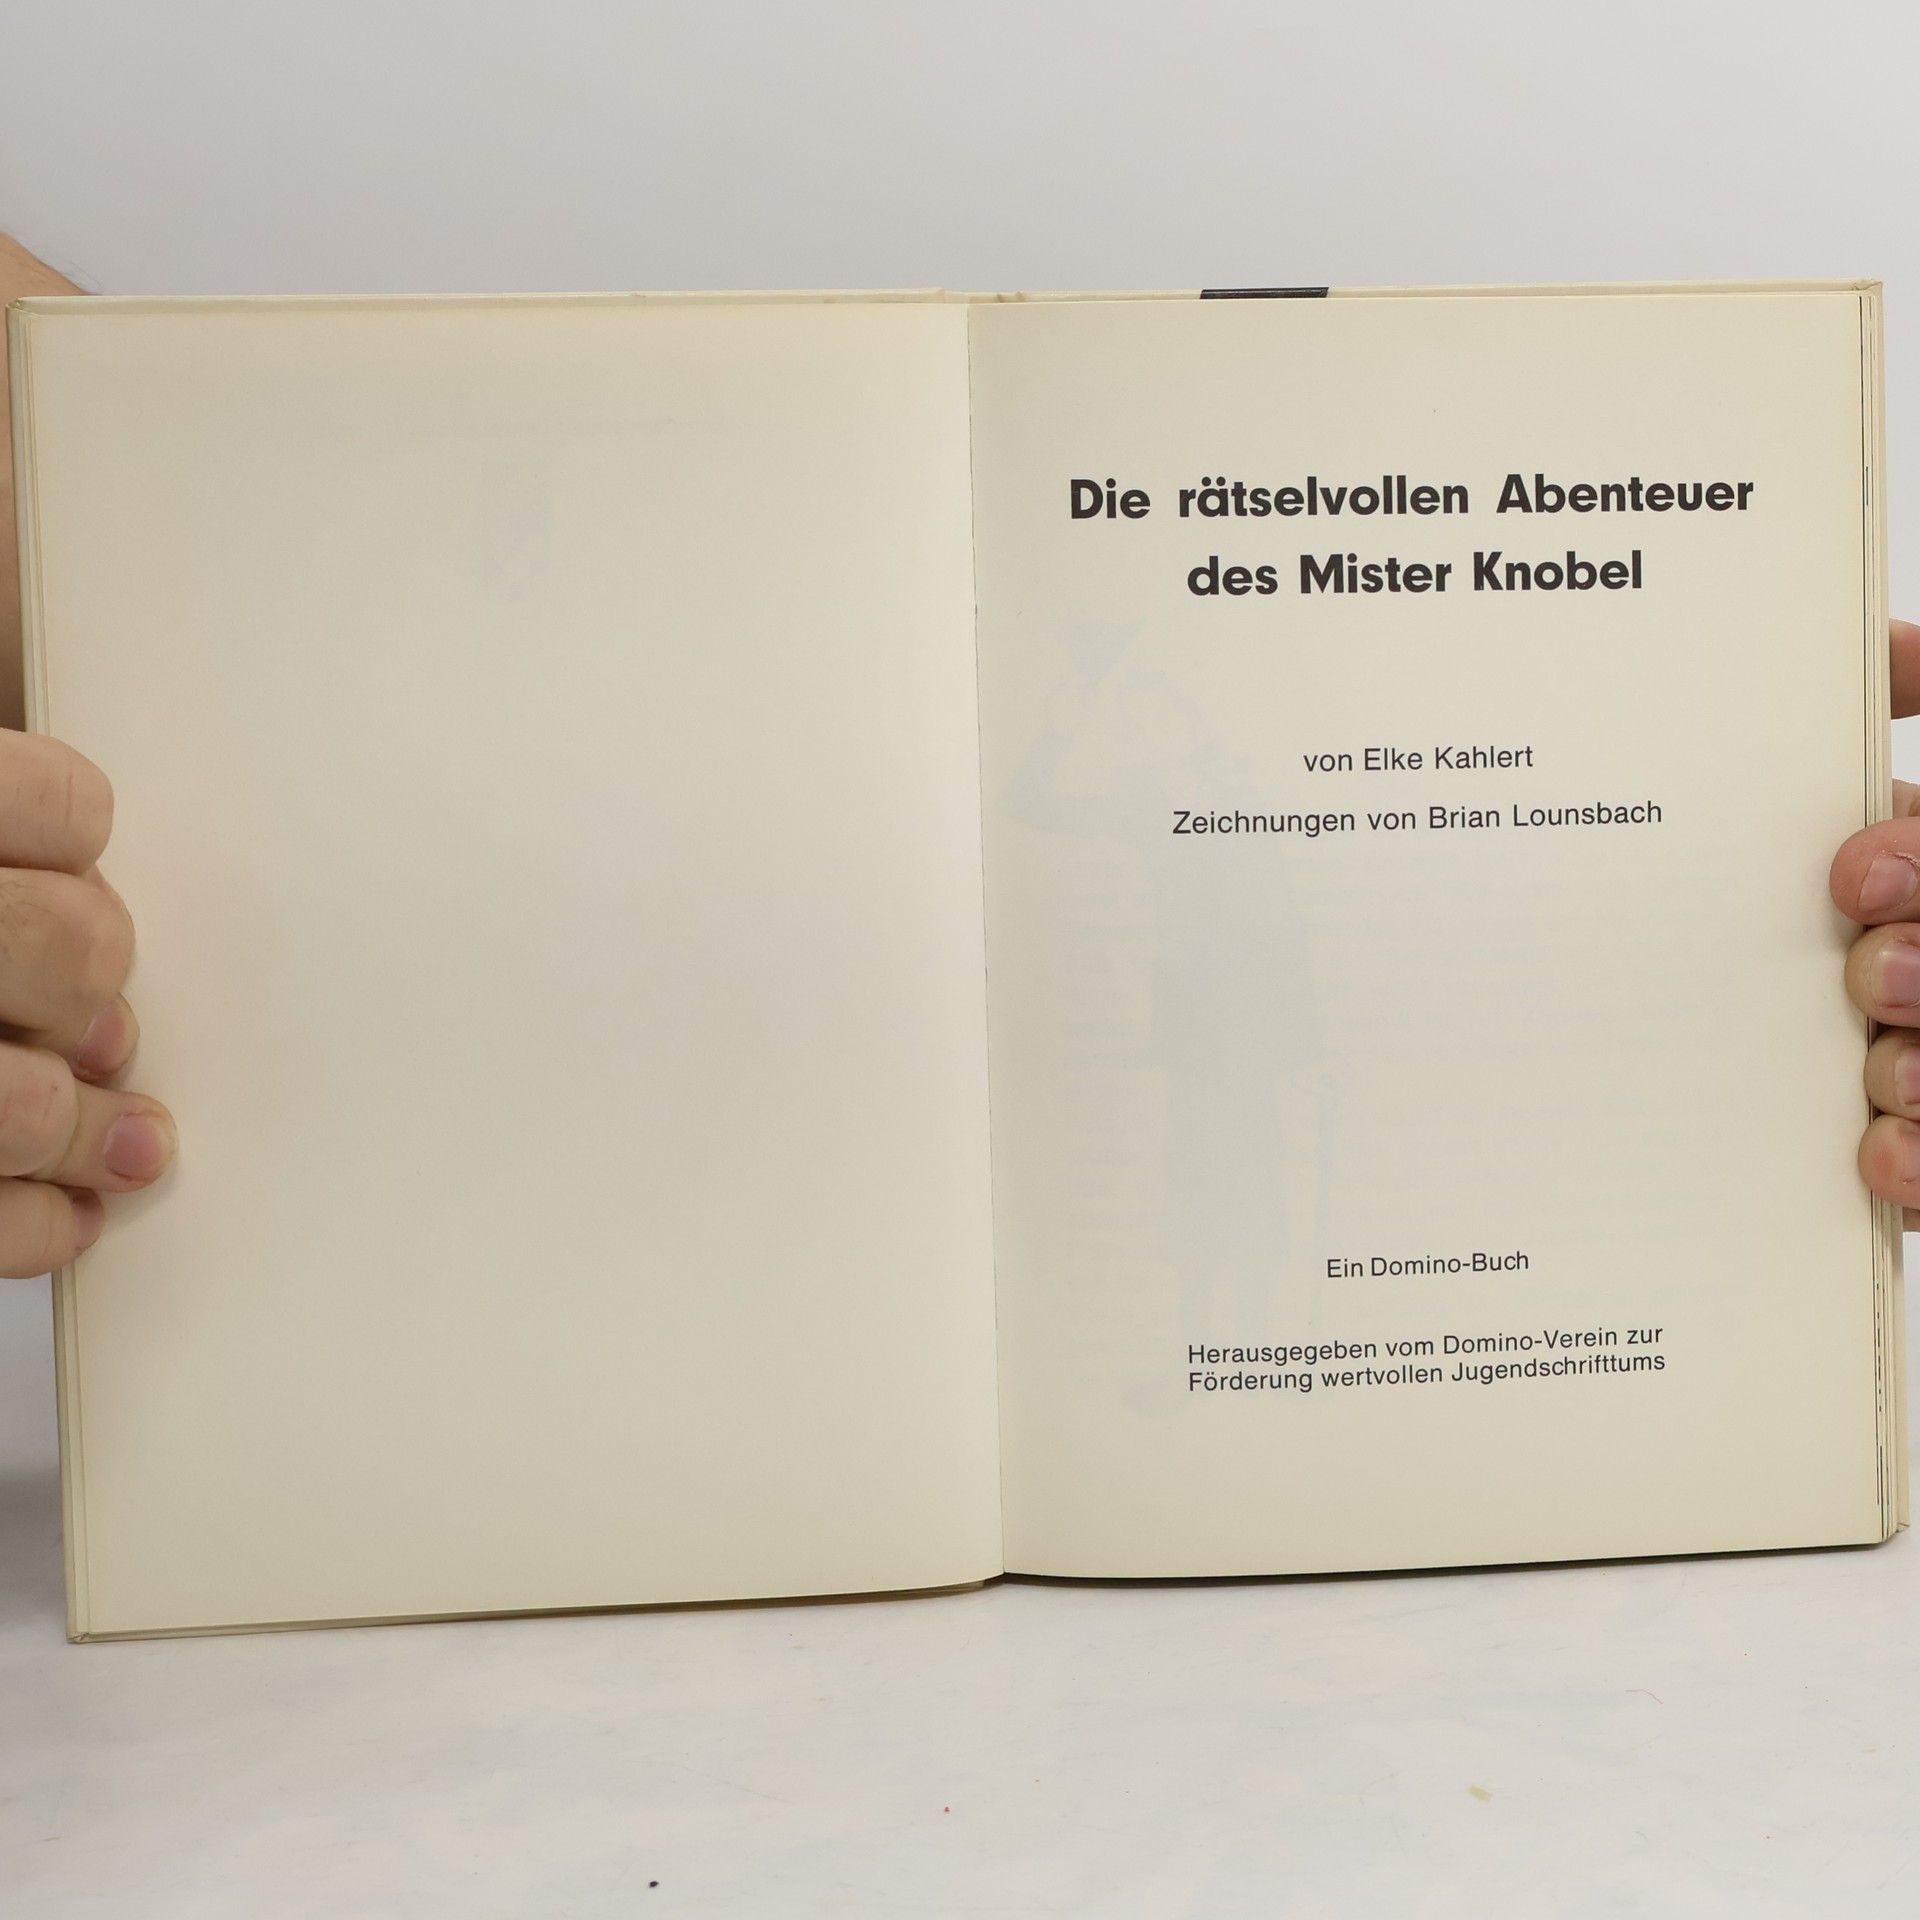 Die rätselvollen Abenteuer
des Mister Knobel
von Elke Kahlert
Zeichnungen von Brian Lounsbach
Ein Domino-Buch
Herausgegeben vom Domino-Verein zur
Förderung wertvollen Jugendschrifttums